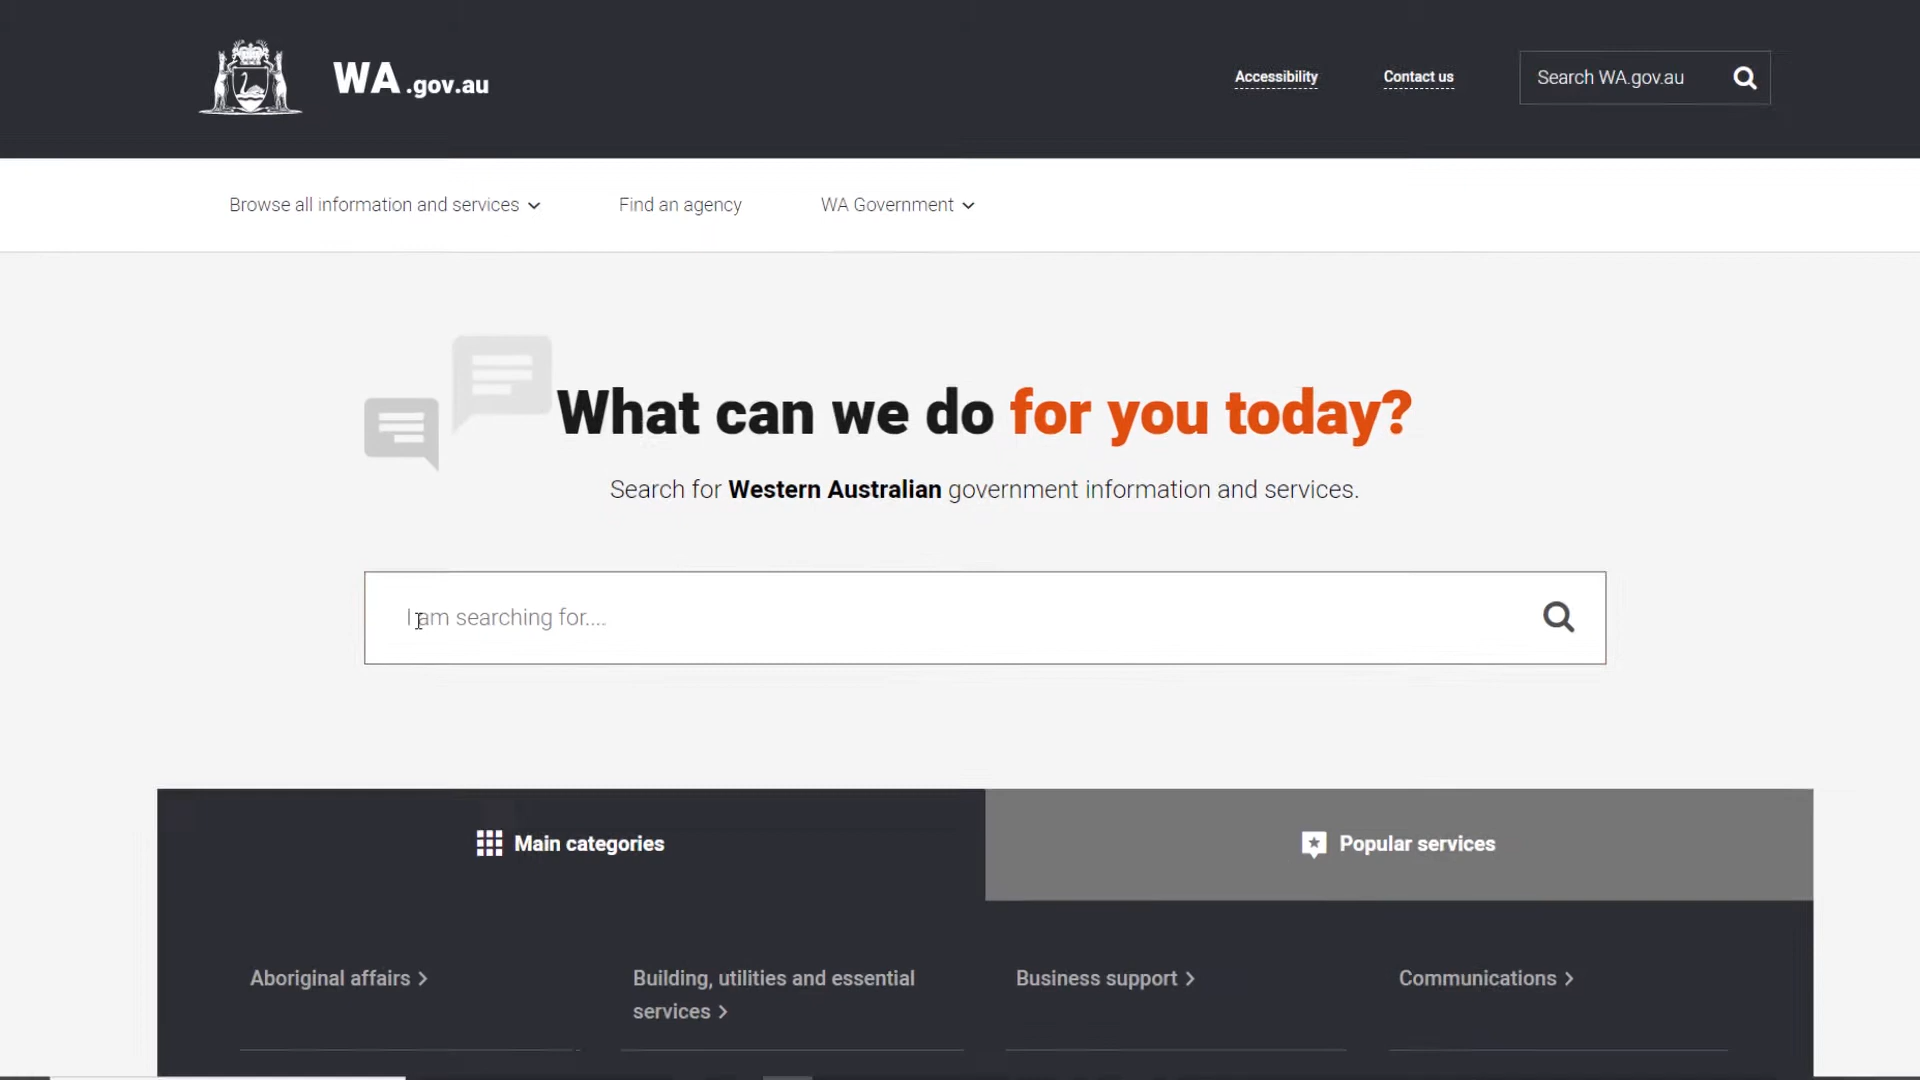 WA.gov.au
Accessibility
Contact us
Search WA.gov.au
Browse all information and services
Find an agency
WA Government
What can we do for you today?
Search for Western Australian government information and services.
I am searching for....
Main categories
Popular services
Aboriginal affairs
Building, utilities and essential
services
Business support
Communications